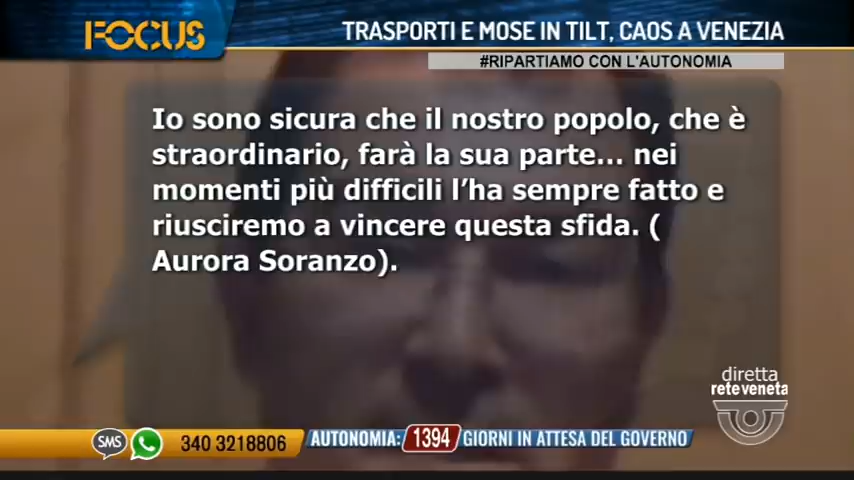 FOCUS
TRASPORTI E MOSE IN TILT, CAOS A VENEZIA
#RIPARTIAMO CON L'AUTONOMIA
Io sono sicura che il nostro popolo, che è
straordinario, farà la sua parte... nei
momenti più difficili l’ha sempre fatto e
riusciremo a vincere questa sfida. (
Aurora Soranzo).
diretta
reteveneta
SMS 340 3218806 AUTONOMIA: 1394 GIORNI IN ATTESA DEL GOVERNO